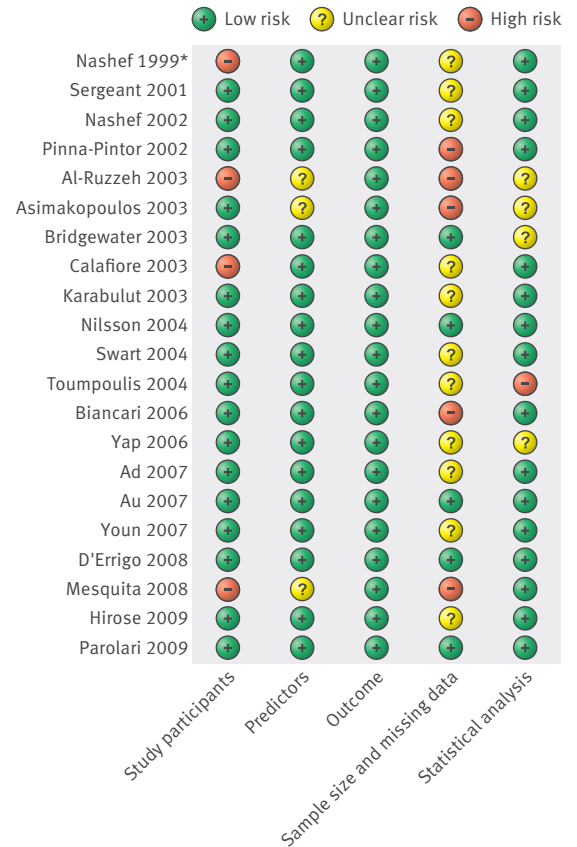 + Low risk ? Unclear risk - High risk
Nashef 1999* - + + ? +
Sergeant 2001 + + + ? +
Nashef 2002 + + + ? +
Pinna-Pintor 2002 + + + - +
Al-Ruzzeh 2003 - ? + - ?
Asimakopoulos 2003 + ? + - ?
Bridgewater 2003 + + + + ?
Calafiore 2003 - + + ? +
Karabulut 2003 + + + ? +
Nilsson 2004 + + + + +
Swart 2004 + + + ? +
Toumpoulis 2004 + + + ? -
Biancari 2006 + + + - +
Yap 2006 + + + ? ?
Ad 2007 + + + ? +
Au 2007 + + + + +
Youn 2007 + + + ? +
D'Errigo 2008 + + + + +
Mesquita 2008 - ? + - +
Hirose 2009 + + + ? +
Parolari 2009 + + + + +
Study participants
Predictors
Outcome
Sample size and missing data
Statistical analysis